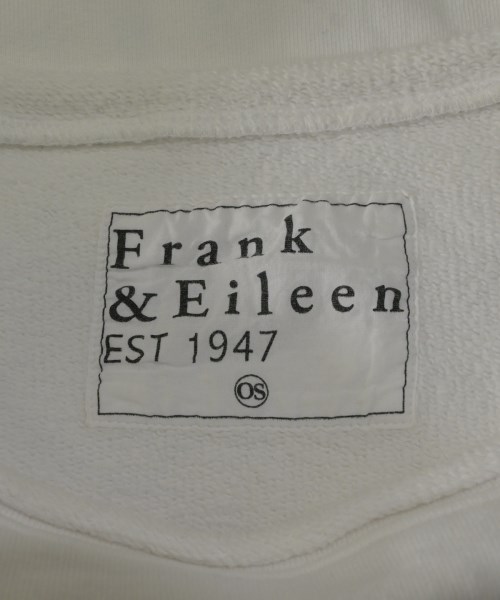 Frank
& Eileen
EST 1947
OS